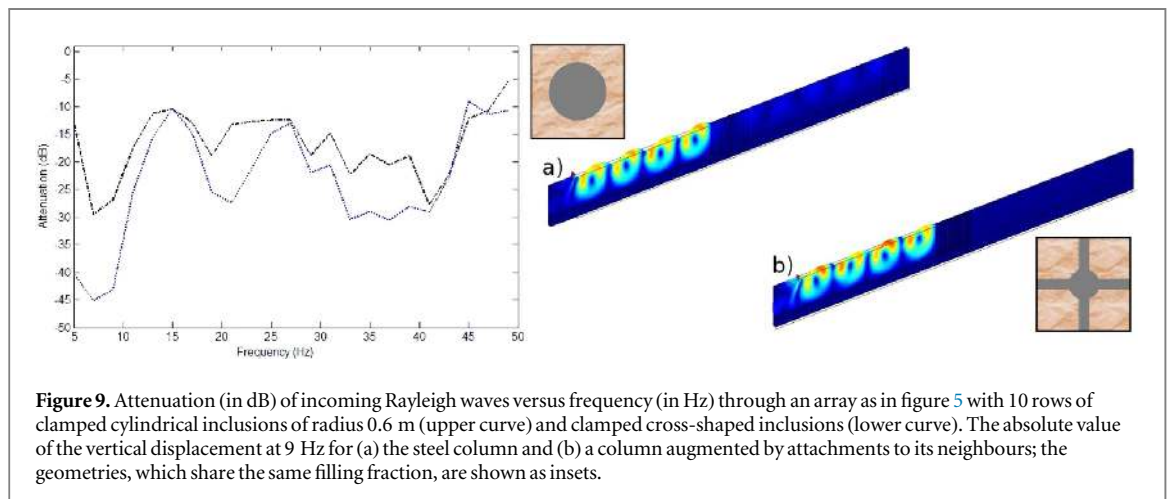 0
-5
-10
-15
-20
-25
-30
-35
-40
-45
-50
Attenuation (dB)
5 10 15 20 25 30 35 40 45 50
Frequency (Hz)
a)
b)
Figure 9. Attenuation (in dB) of incoming Rayleigh waves versus frequency (in Hz) through an array as in figure 5 with 10 rows of
clamped cylindrical inclusions of radius 0.6 m (upper curve) and clamped cross-shaped inclusions (lower curve). The absolute value
of the vertical displacement at 9 Hz for (a) the steel column and (b) a column augmented by attachments to its neighbours; the
geometries, which share the same filling fraction, are shown as insets.